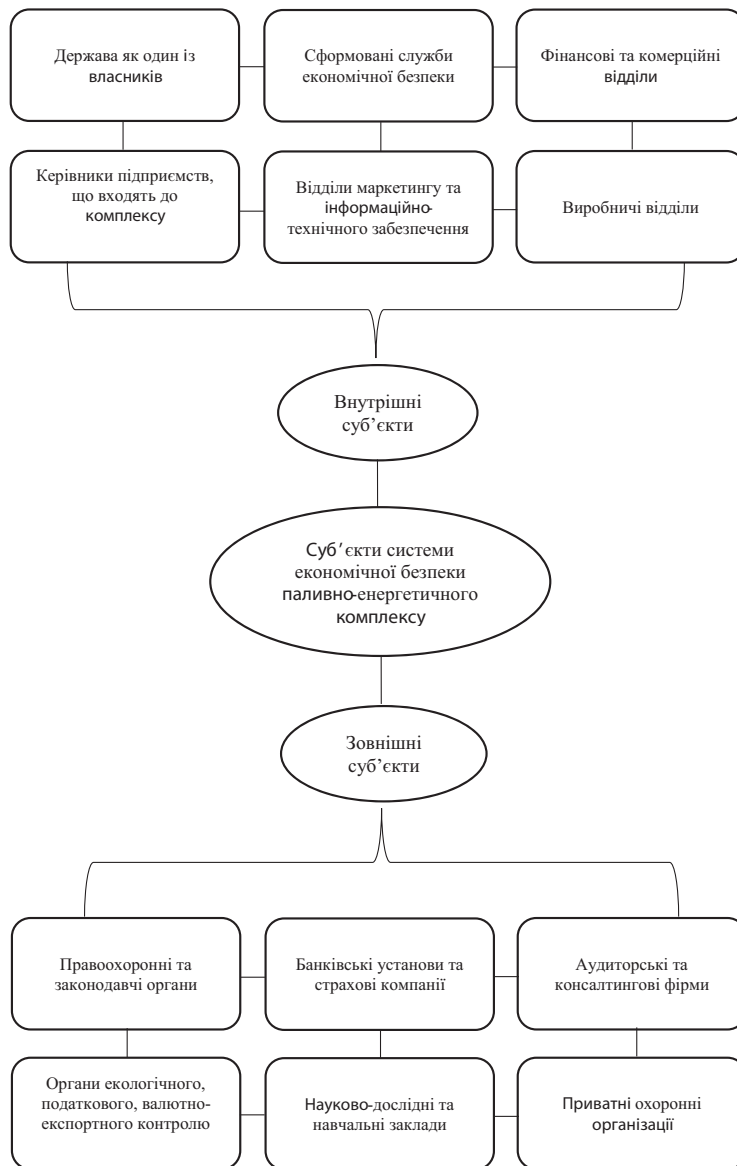 Держава як один із
власників
Сформовані служби
економічної безпеки
Фінансові та комерційні
відділи
Керівники підприємств,
що входять до
комплексу
Відділи маркетингу та
інформаційно-
технічного забезпечення
Виробничі відділи
Внутрішні
суб’єкти
Суб’єкти системи
економічної безпеки
паливно-енергетичного
комплексу
Зовнішні
суб’єкти
Правоохоронні та
законодавчі органи
Банківські установи та
страхові компанії
Аудиторські та
консалтингові фірми
Органи екологічного,
податкового, валютно-
експортного контролю
Науково-дослідні та
навчальні заклади
Приватні охоронні
організації